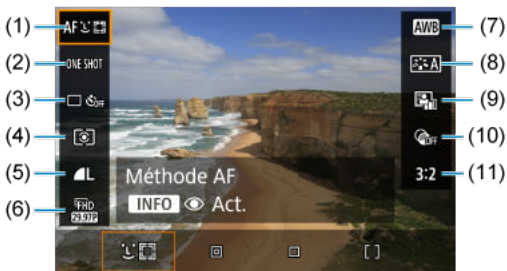 (1) AF AWB (7)
(2) ONE SHOT A (8)
(3) OFF (9)
(4) OFF (10)
(5) L 3:2 (11)
(6) FHD 29.97P
Méthode AF
INFO Act.